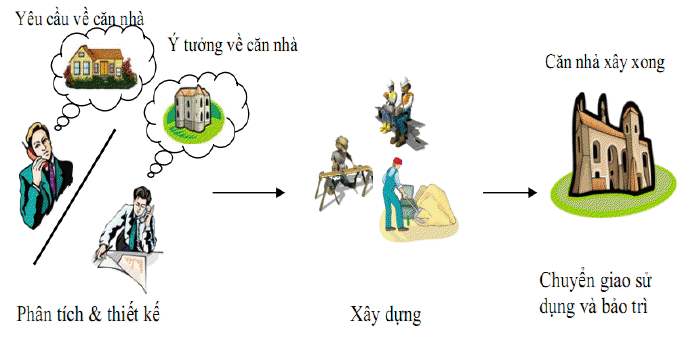 Yêu cầu về căn nhà
Ý tưởng về căn nhà
Căn nhà xây xong
Phân tích & thiết kế
Xây dựng
Chuyển giao sử
dụng và bảo trì